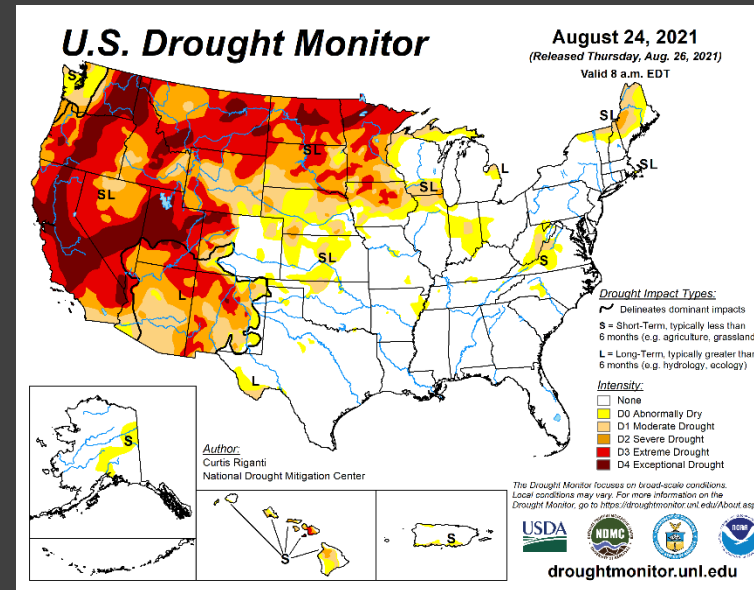 U.S. Drought Monitor
August 24, 2021
(Released Thursday, Aug. 26, 2021)
Valid 8 a.m. EDT
S
SL
SL
SL
SL
L
SL
SL
S
L
L
S
S
S
Author:
Curtis Riganti
National Drought Mitigation Center
Drought Impact Types:
Delineates dominant impacts
S = Short-Term, typically less than
6 months (e.g. agriculture, grassland
L = Long-Term, typically greater than
6 months (e.g. hydrology, ecology)
Intensity:
None
D0 Abnormally Dry
D1 Moderate Drought
D2 Severe Drought
D3 Extreme Drought
D4 Exceptional Drought
The Drought Monitor focuses on broad-scale conditions.
Local conditions may vary. For more information on the
Drought Monitor, go to https://droughtmonitor.unl.edu/About.asp
USDA
NDMC
NOAA
droughtmonitor.unl.edu